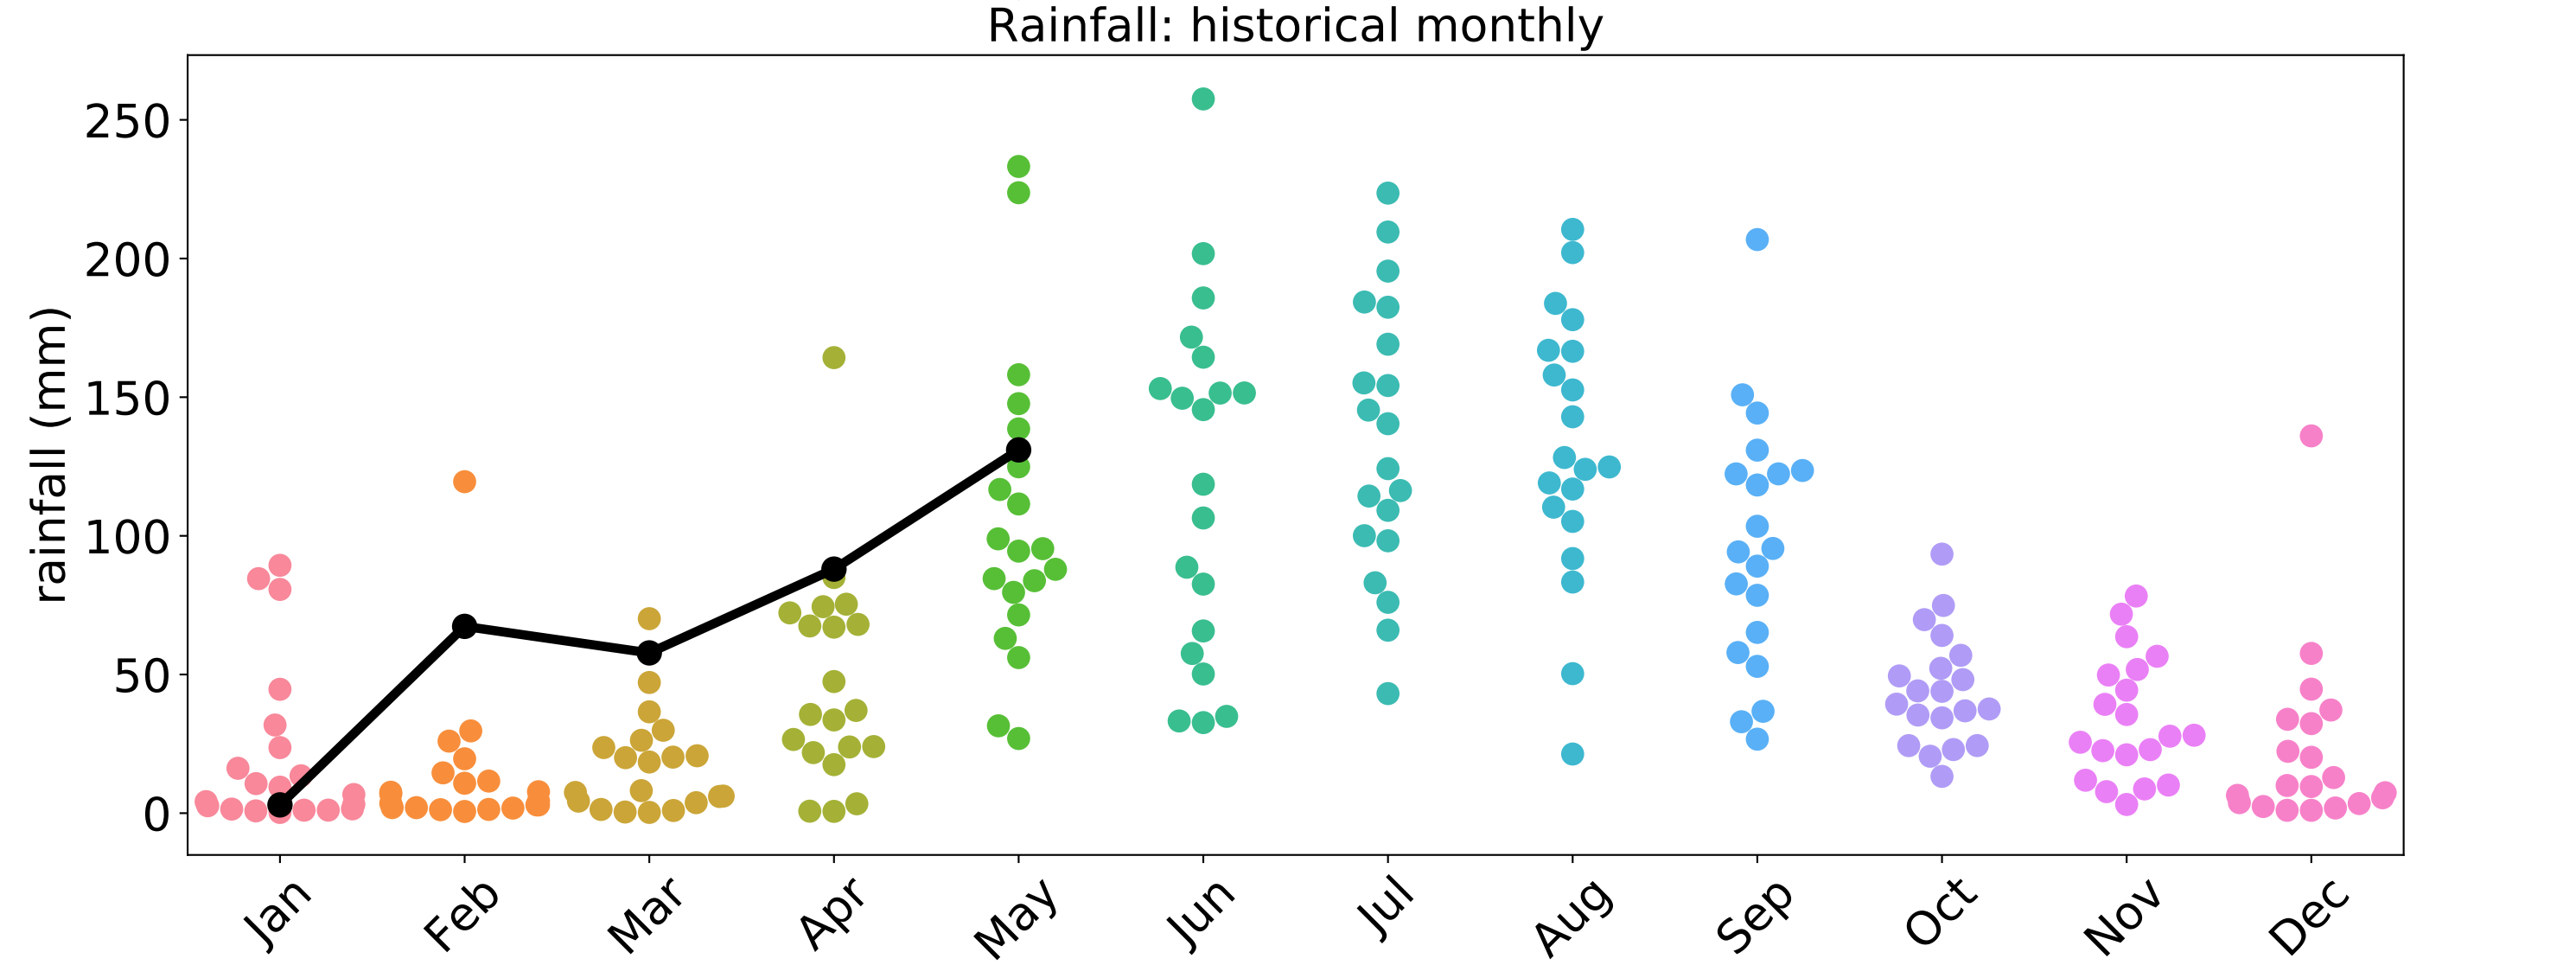 Rainfall: historical monthly
rainfall (mm)
250
200
150
100
50
0
Jan
Feb
Mar
Apr
May
Jun
Jul
Aug
Sep
Oct
Nov
Dec